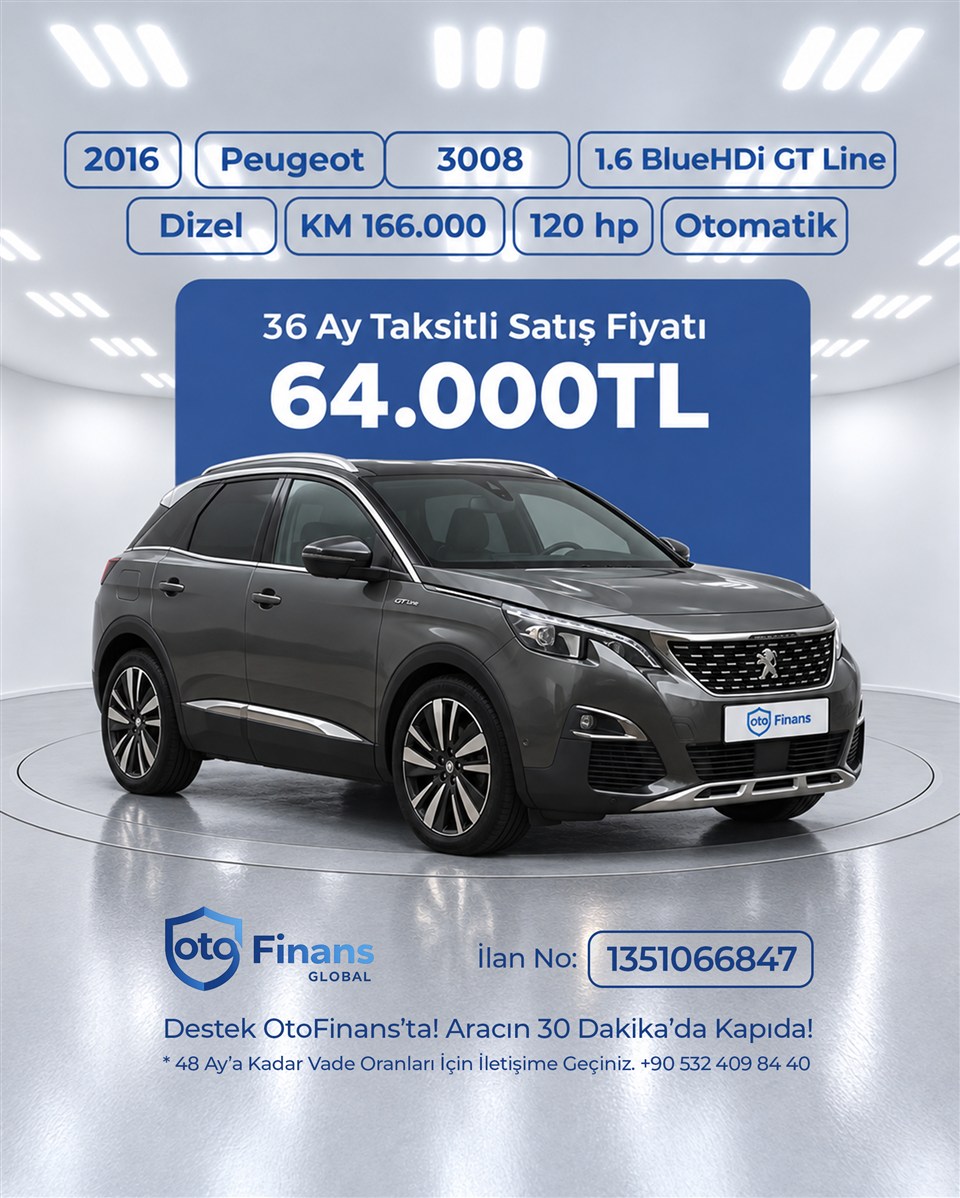 2016 Peugeot 3008 1.6 BlueHDi GT Line
Dizel KM 166.000 120 hp Otomatik
36 Ay Taksitli Satış Fiyatı
64.000TL
GT Line
oto Finans
oto Finans
GLOBAL
İlan No: 1351066847
Destek OtoFinans'ta! Aracın 30 Dakika'da Kapıda!
* 48 Ay'a Kadar Vade Oranları İçin İletişime Geçiniz. +90 532 409 84 40